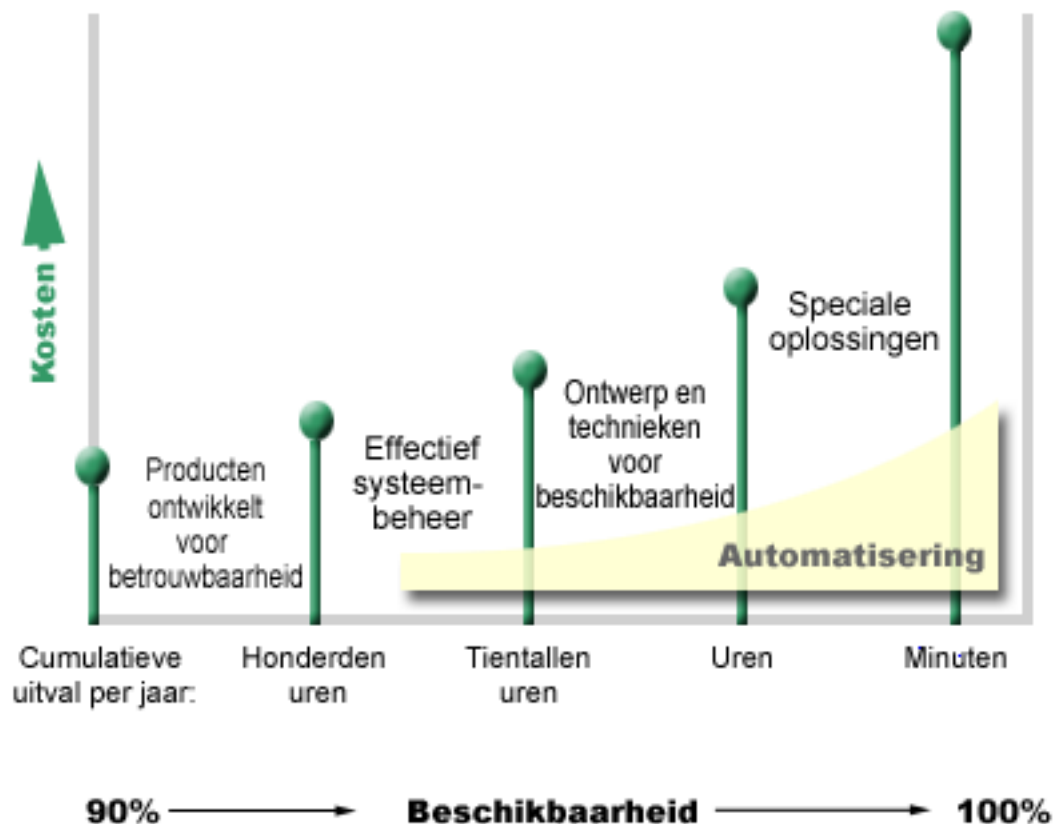 Kosten
Producten
ontwikkelt
voor
betrouwbaarheid
Effectief
systeem-
beheer
Ontwerp en
technieken
voor
beschikbaarheid
Speciale
oplossingen
Automatisering
Cumulatieve
uitval per jaar:
Honderden
uren
Tientallen
uren
Uren
Minuten
90% Beschikbaarheid 100%